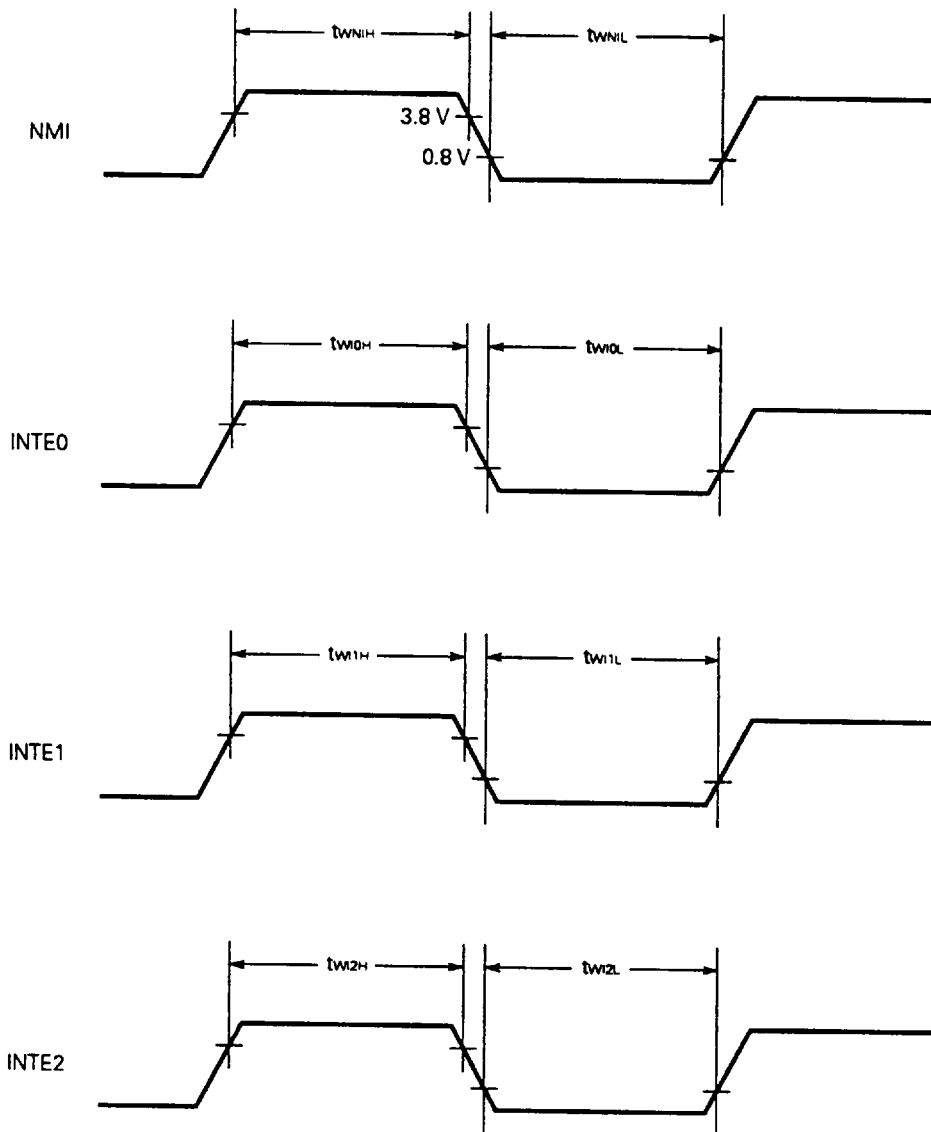 tWNIH tWNIL
NMI
3.8 V
0.8 V
tWI0H tWI0L
INTE0
tWI1H tWI1L
INTE1
tWI2H tWI2L
INTE2